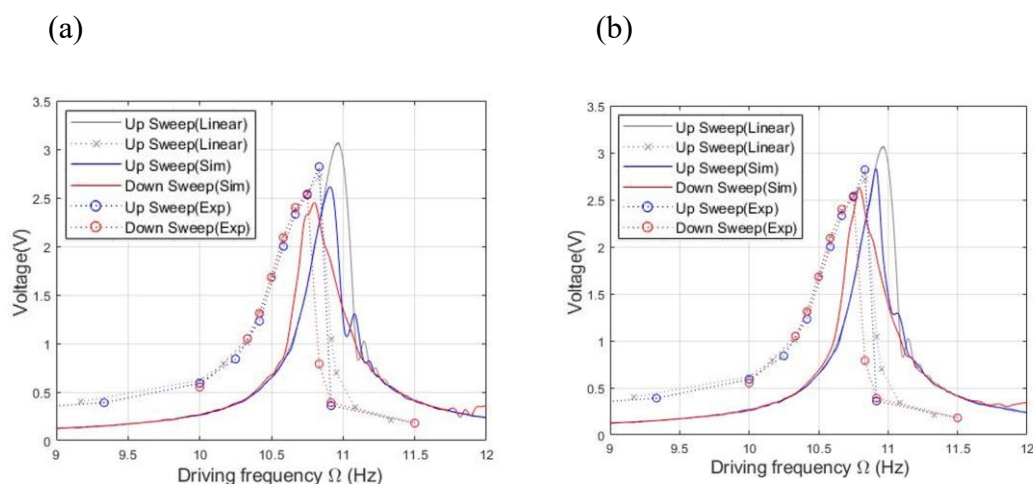 (a)
(b)
3.5
3
2.5
2
1.5
1
0.5
0
Voltage(V)
Up Sweep(Linear)
Up Sweep(Linear)
Up Sweep(Sim)
Down Sweep(Sim)
Up Sweep(Exp)
Down Sweep(Exp)
9
9.5
10
10.5
11
11.5
12
Driving frequency Ω (Hz)
3.5
3
2.5
2
1.5
1
0.5
0
Voltage(V)
Up Sweep(Linear)
Up Sweep(Linear)
Up Sweep(Sim)
Down Sweep(Sim)
Up Sweep(Exp)
Down Sweep(Exp)
9
9.5
10
10.5
11
11.5
12
Driving frequency Ω (Hz)